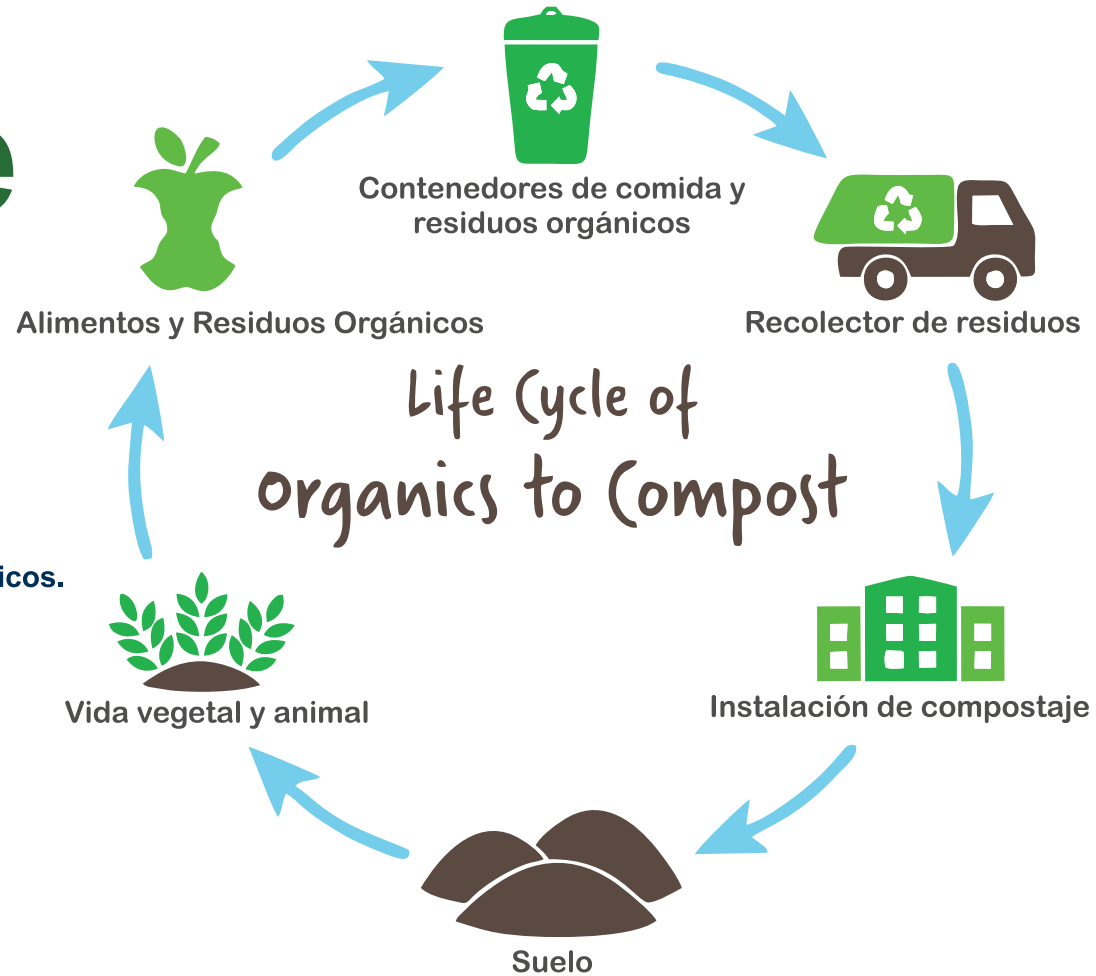 Contenedores de comida y
residuos orgánicos
Alimentos y Residuos Orgánicos
Recolector de residuos
Life Cycle of
Organics to Compost
icos.
Vida vegetal y animal
Instalación de compostaje
Suelo